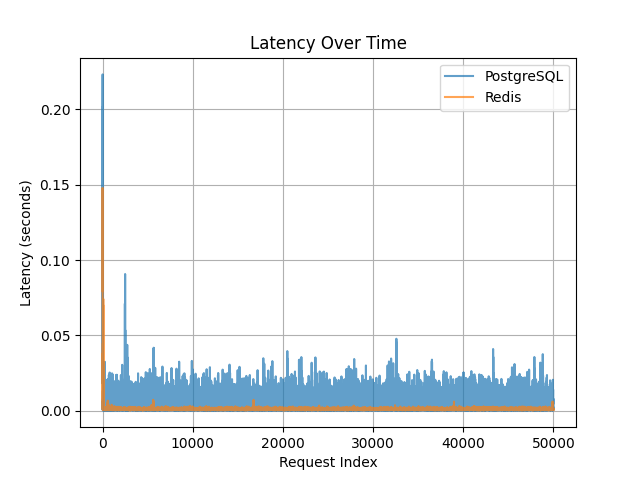 Latency Over Time
PostgreSQL
Redis
0.20
0.15
0.10
0.05
0.00
Latency (seconds)
0 10000 20000 30000 40000 50000
Request Index